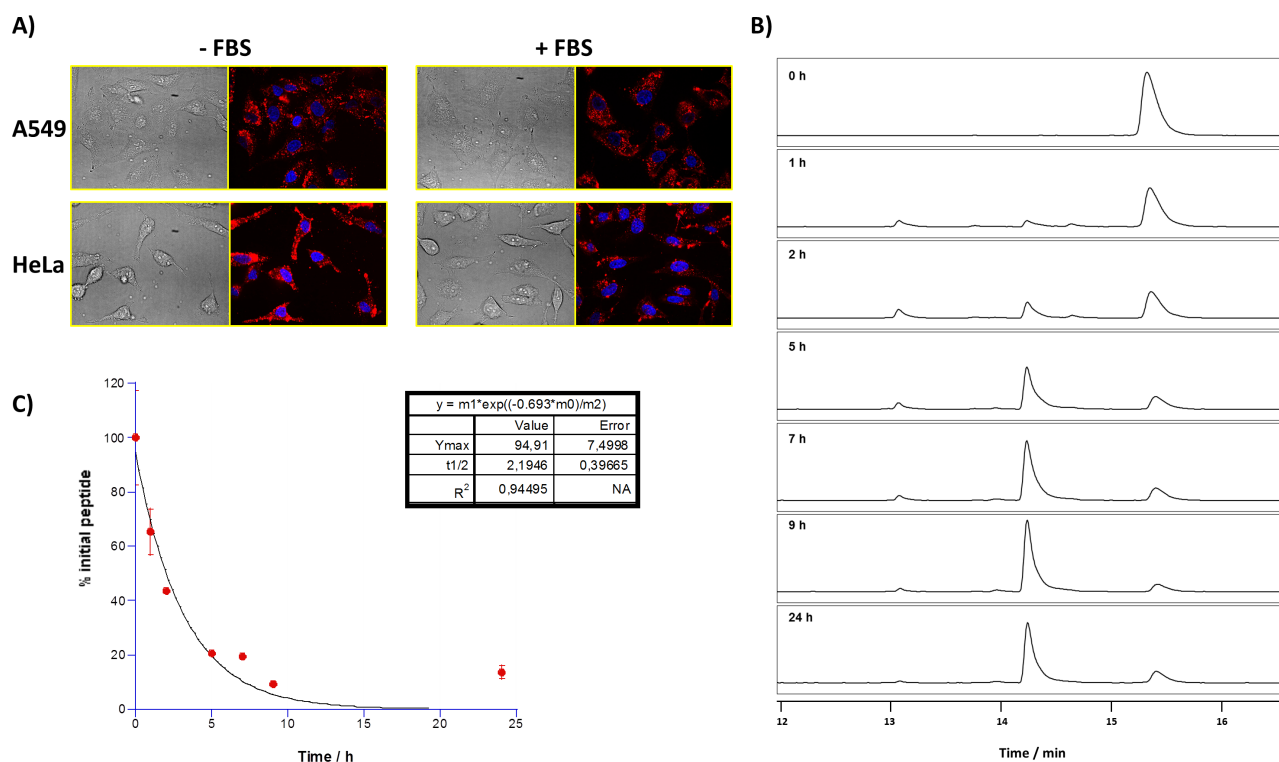 A)
- FBS
+ FBS
A549
HeLa
B)
0 h
1 h
2 h
5 h
7 h
9 h
24 h
12 13 14 15 16
Time / min
C)
120
100
80
60
40
20
0
% initial peptide
0 5 10 15 20 25
Time / h
y = m1*exp((-0.693*m0)/m2)
Value Error
Ymax 94,91 7,4998
t1/2 2,1946 0,39665
R² 0,94495 NA